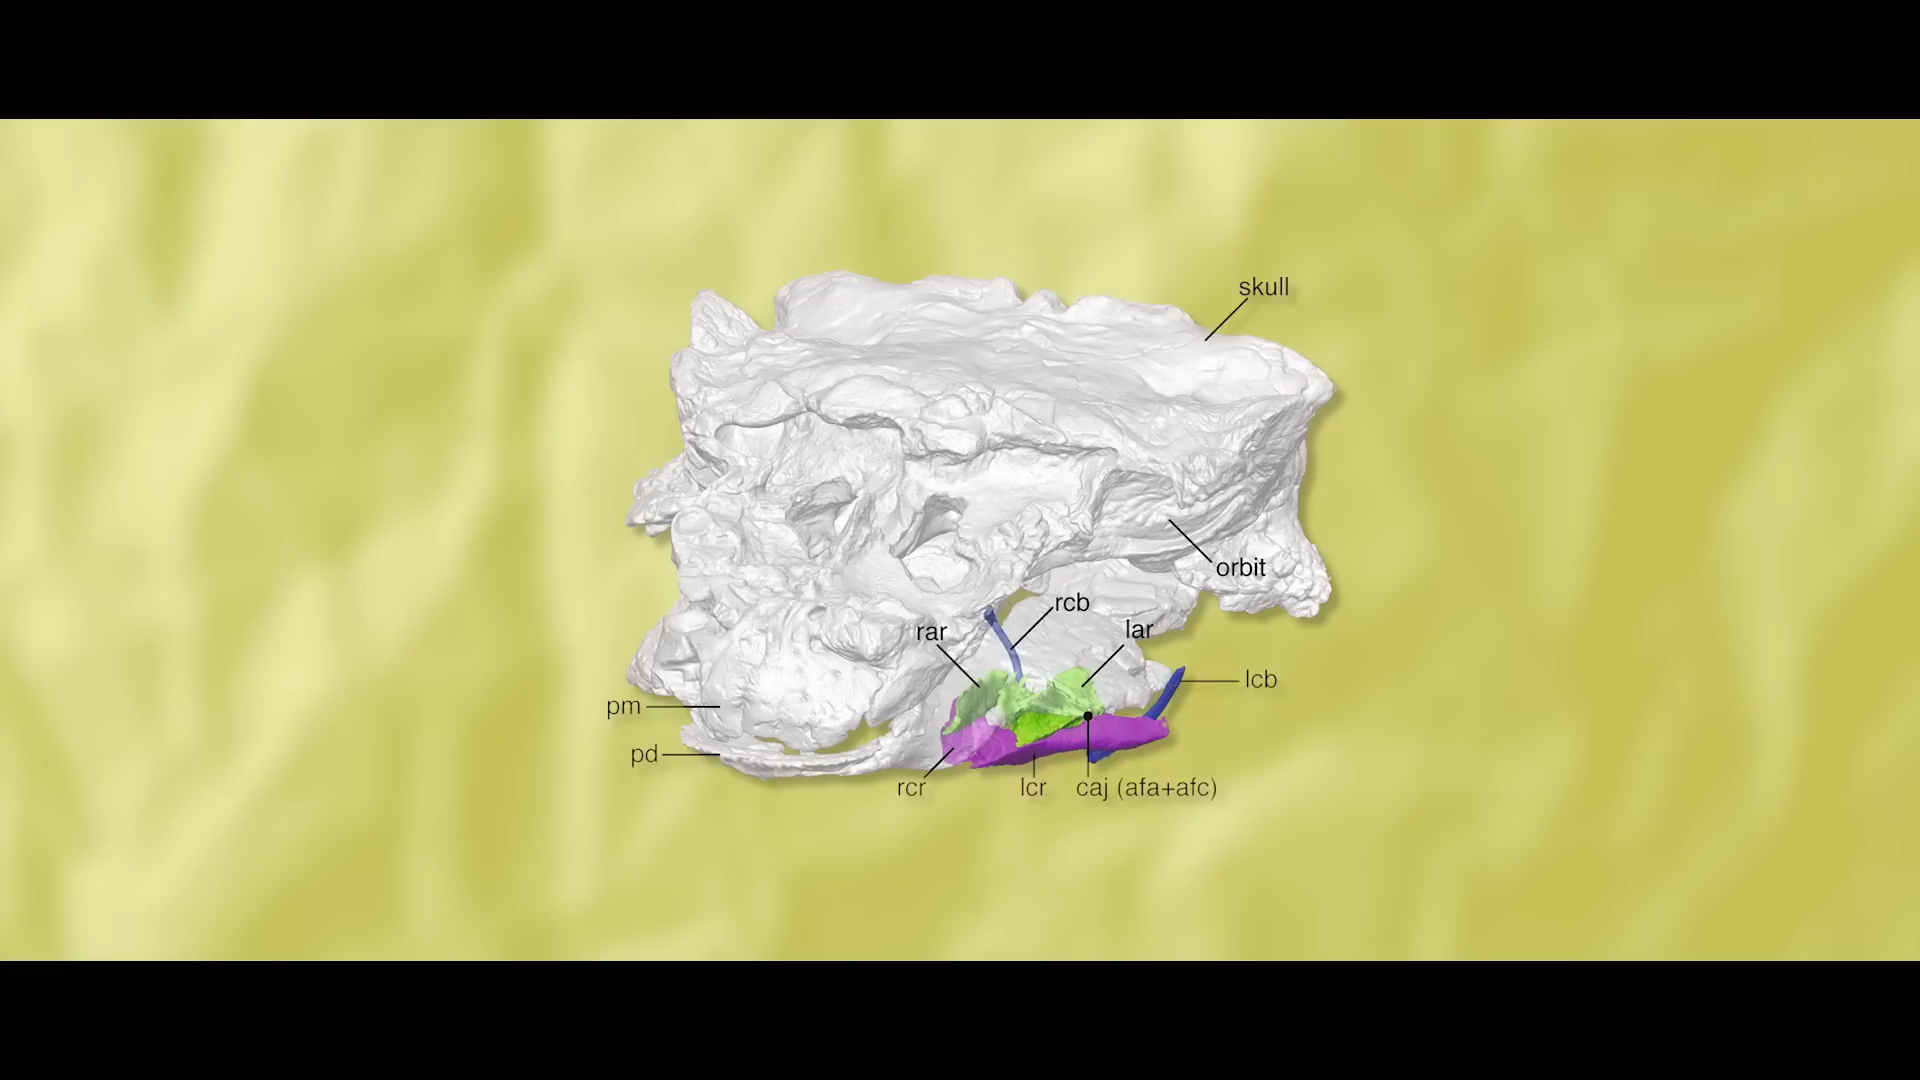 skull
orbit
rcb
rar
lar
lcb
pm
pd
rcr
lcr
caj (afa+afc)